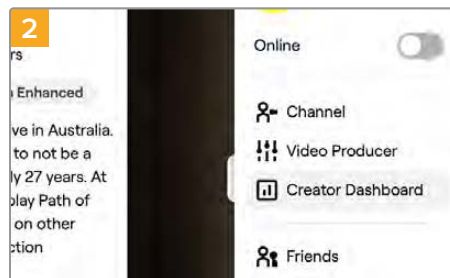 2
rs
Enhanced
ve in Australia.
to not be a
ly 27 years. At
lay Path of
on other
ction
Online
Channel
Video Producer
Creator Dashboard
Friends